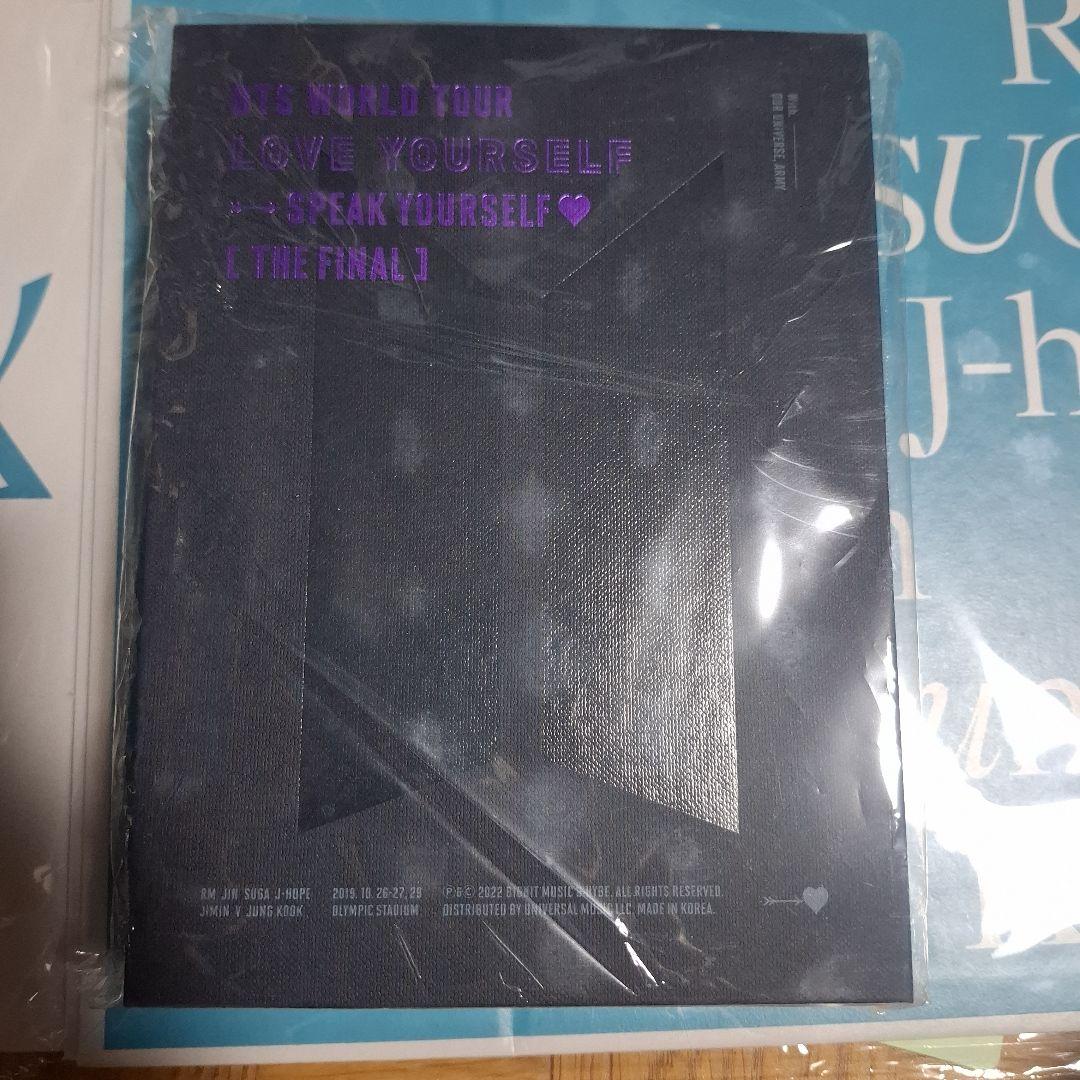 BTS WORLD TOUR
LOVE YOURSELF
SPEAK YOURSELF
[ THE FINAL ]
With
OUR UNIVERSE, ARMY
RM JIN SUGA J-HOPE
JIMIN V JUNG KOOK
2019. 10. 26-27, 29
OLYMPIC STADIUM
Ⓟ&© 2022 BIGHIT MUSIC & HYBE. ALL RIGHTS RESERVED.
DISTRIBUTED BY UNIVERSAL MUSIC LLC. MADE IN KOREA.
R
SUG
J-h
n